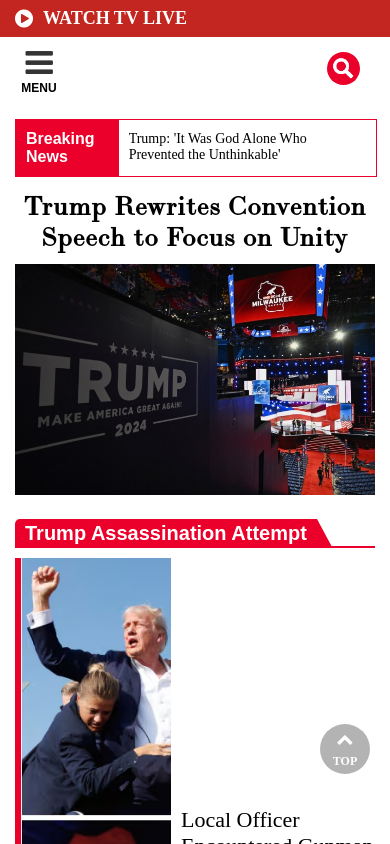 WATCH TV LIVE
MENU
Breaking
News
Trump: 'It Was God Alone Who
Prevented the Unthinkable'
Trump Rewrites Convention
Speech to Focus on Unity
MILWAUKEE
TRUMP
MAKE AMERICA GREAT AGAIN!
2024
Trump Assassination Attempt
TOP
Local Officer
Encountered Gunman